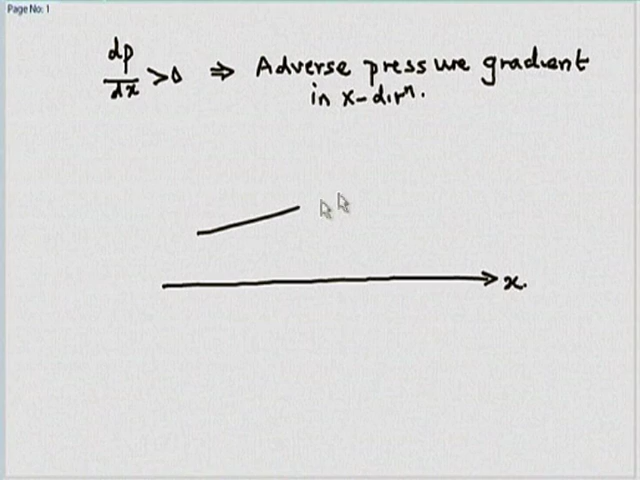 Page No: 1
dp/dx >0 ⇒ Adverse pressure gradient
in x-dirⁿ.
x.